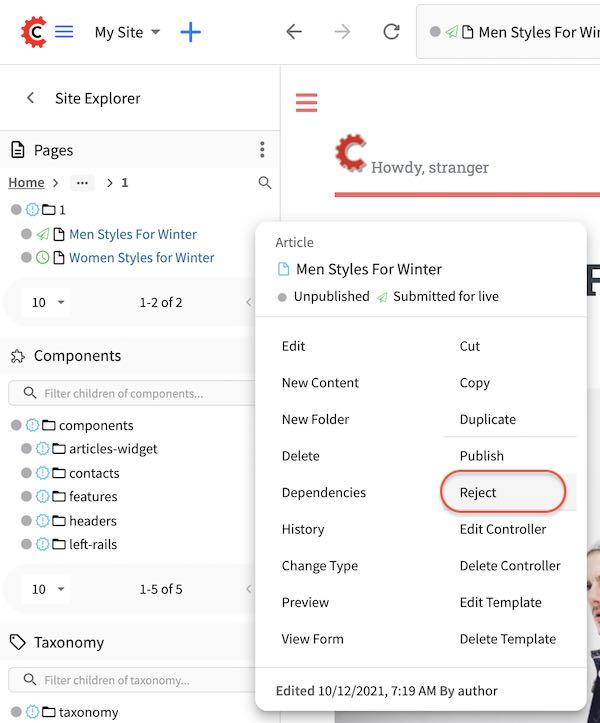 My Site
Men Styles For Win
Site Explorer
Pages
Home > ... > 1
1
Men Styles For Winter
Women Styles for Winter
10
1-2 of 2
Components
Filter children of components...
components
articles-widget
contacts
features
headers
left-rails
10
1-5 of 5
Taxonomy
Filter children of taxonomy...
taxonomy
Howdy, stranger
F
Article
Men Styles For Winter
Unpublished Submitted for live
Edit Cut
New Content Copy
New Folder Duplicate
Delete Publish
Dependencies Reject
History Edit Controller
Change Type Delete Controller
Preview Edit Template
View Form Delete Template
Edited 10/12/2021, 7:19 AM By author